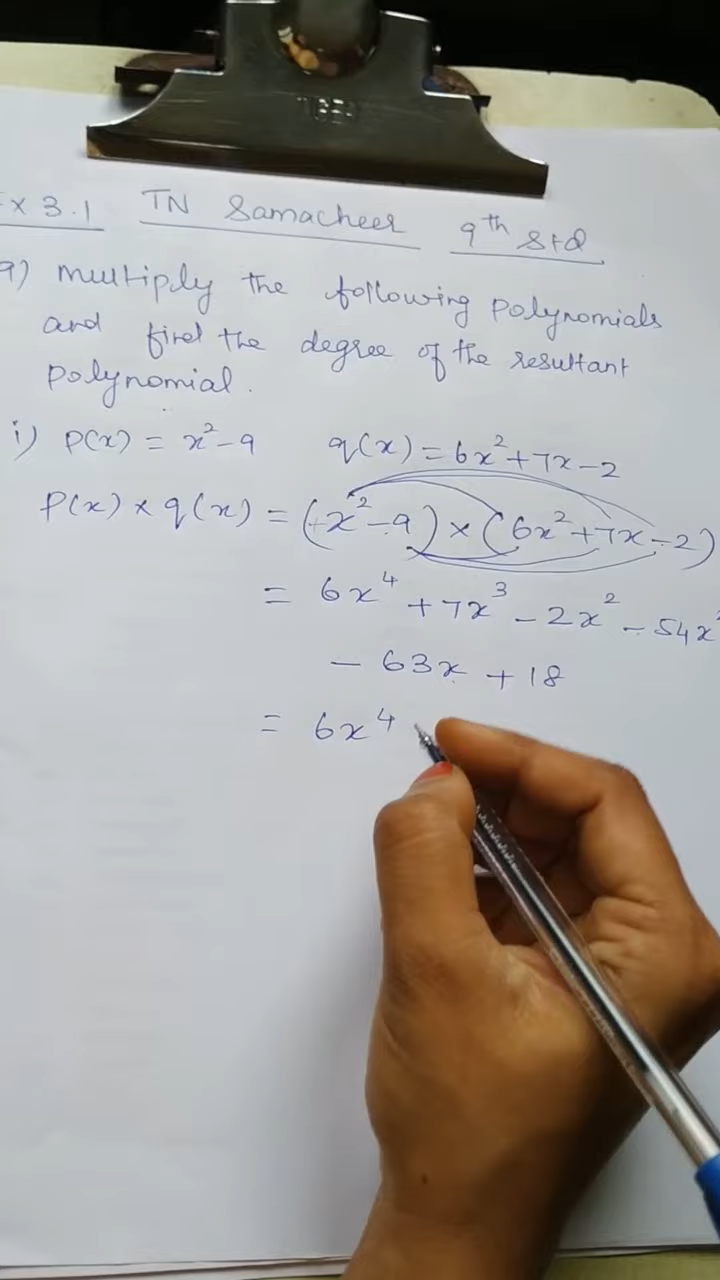 Ex 3.1 TN Samacheer 9th Std
9) Multiply the following polynomials
and find the degree of the resultant
polynomial.
i) P(x) = x² - 9 q(x) = 6x² + 7x - 2
P(x) × q(x) = (x² - 9) × (6x² + 7x - 2)
= 6x⁴ + 7x³ - 2x² - 54x²
- 63x + 18
= 6x⁴